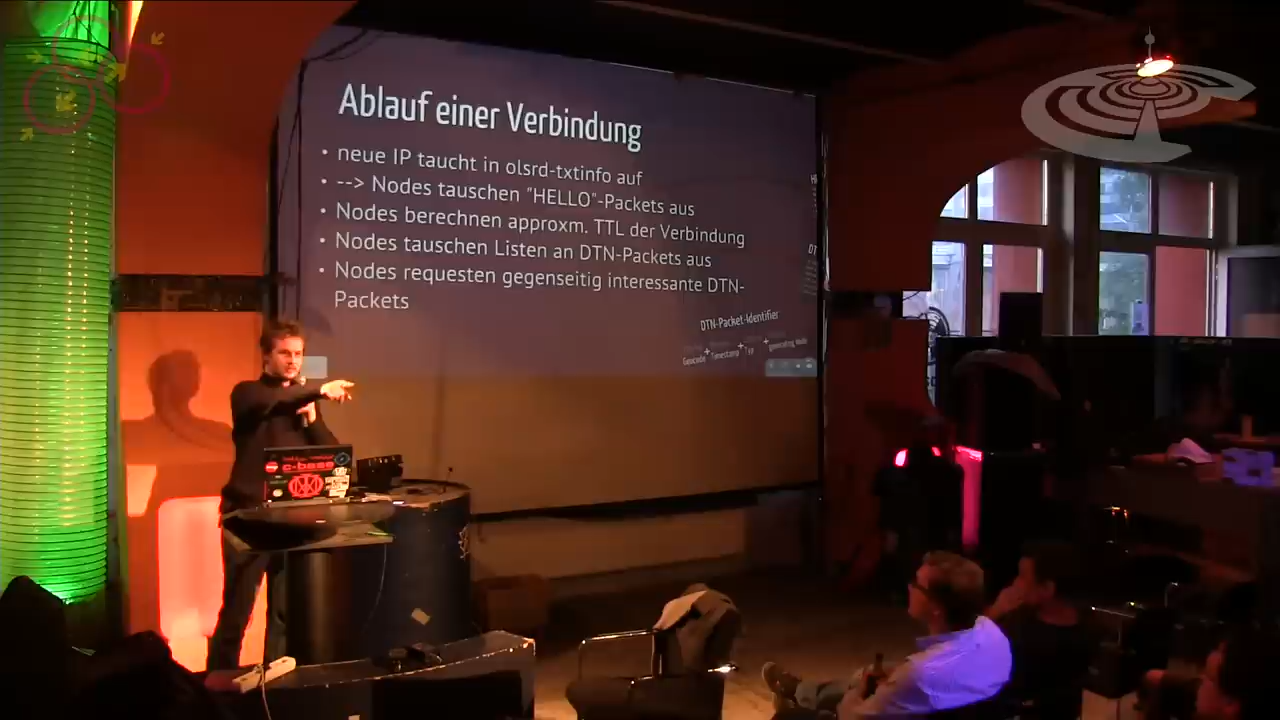 Ablauf einer Verbindung
• neue IP taucht in olsrd-txtinfo auf
• --> Nodes tauschen "HELLO"-Packets aus
• Nodes berechnen approxm. TTL der Verbindung
• Nodes tauschen Listen an DTN-Packets aus
• Nodes requesten gegenseitig interessante DTN-
Packets
DTN-Packet-Identifier
Geocode + Timestamp + TYP + generating Node
c-base